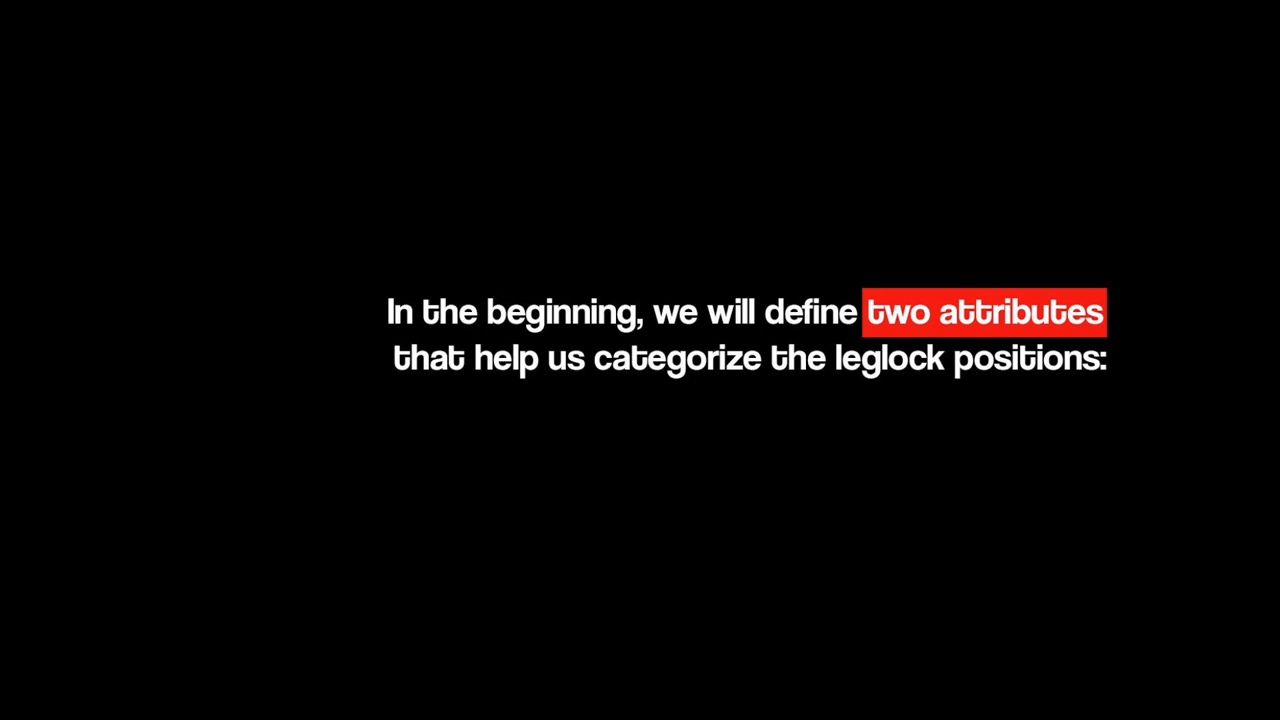 In the beginning, we will define two attributes
that help us categorize the leglock positions: